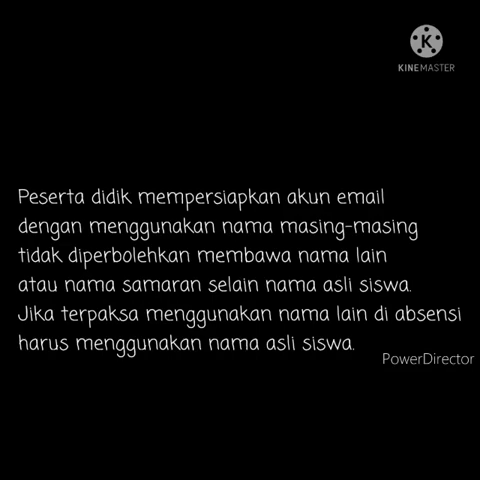 K
KINEMASTER
Peserta didik mempersiapkan akun email
dengan menggunakan nama masing-masing
tidak diperbolehkan membawa nama lain
atau nama samaran selain nama asli siswa.
Jika terpaksa menggunakan nama lain di absensi
harus menggunakan nama asli siswa.
PowerDirector